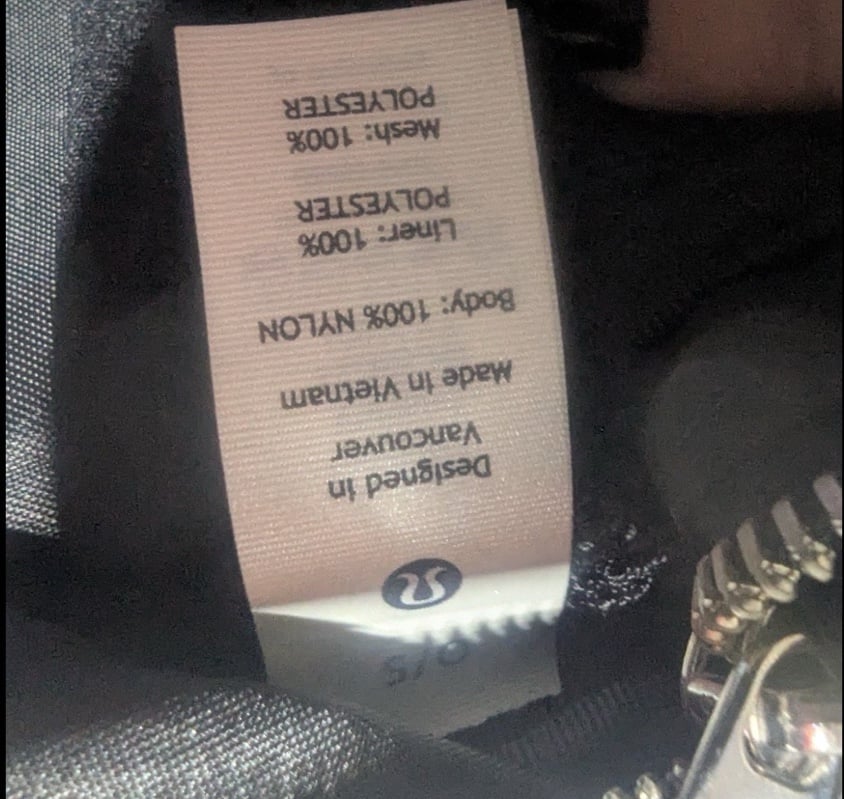 O/S
Designed in
Vancouver
Made in Vietnam
Body: 100% NYLON
Liner: 100%
POLYESTER
Mesh: 100%
POLYESTER